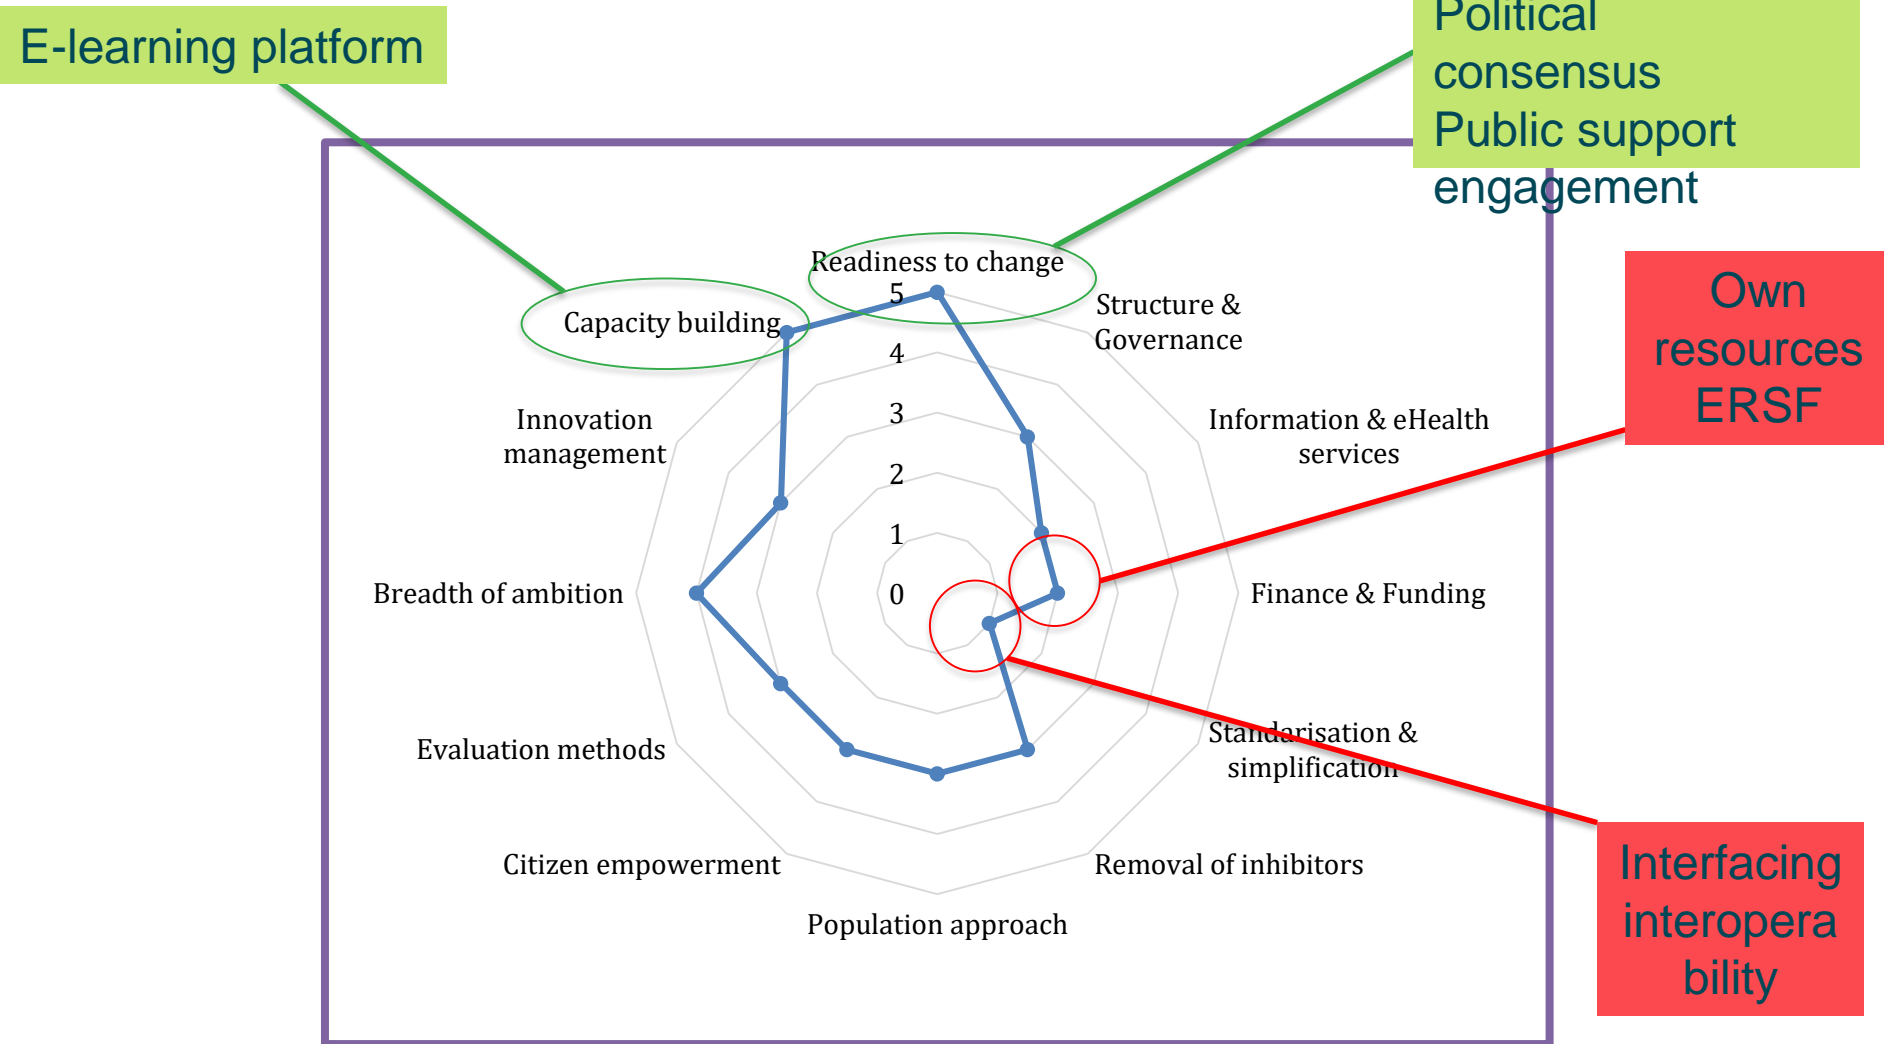 E-learning platform
Political
consensus
Public support
engagement
Own
resources
ERSF
Readiness to change
5
4
3
2
1
0
Structure &
Governance
Information & eHealth
services
Finance & Funding
Standarisation &
simplification
Removal of inhibitors
Population approach
Citizen empowerment
Evaluation methods
Breadth of ambition
Innovation
management
Capacity building
Interfacing
interopera
bility